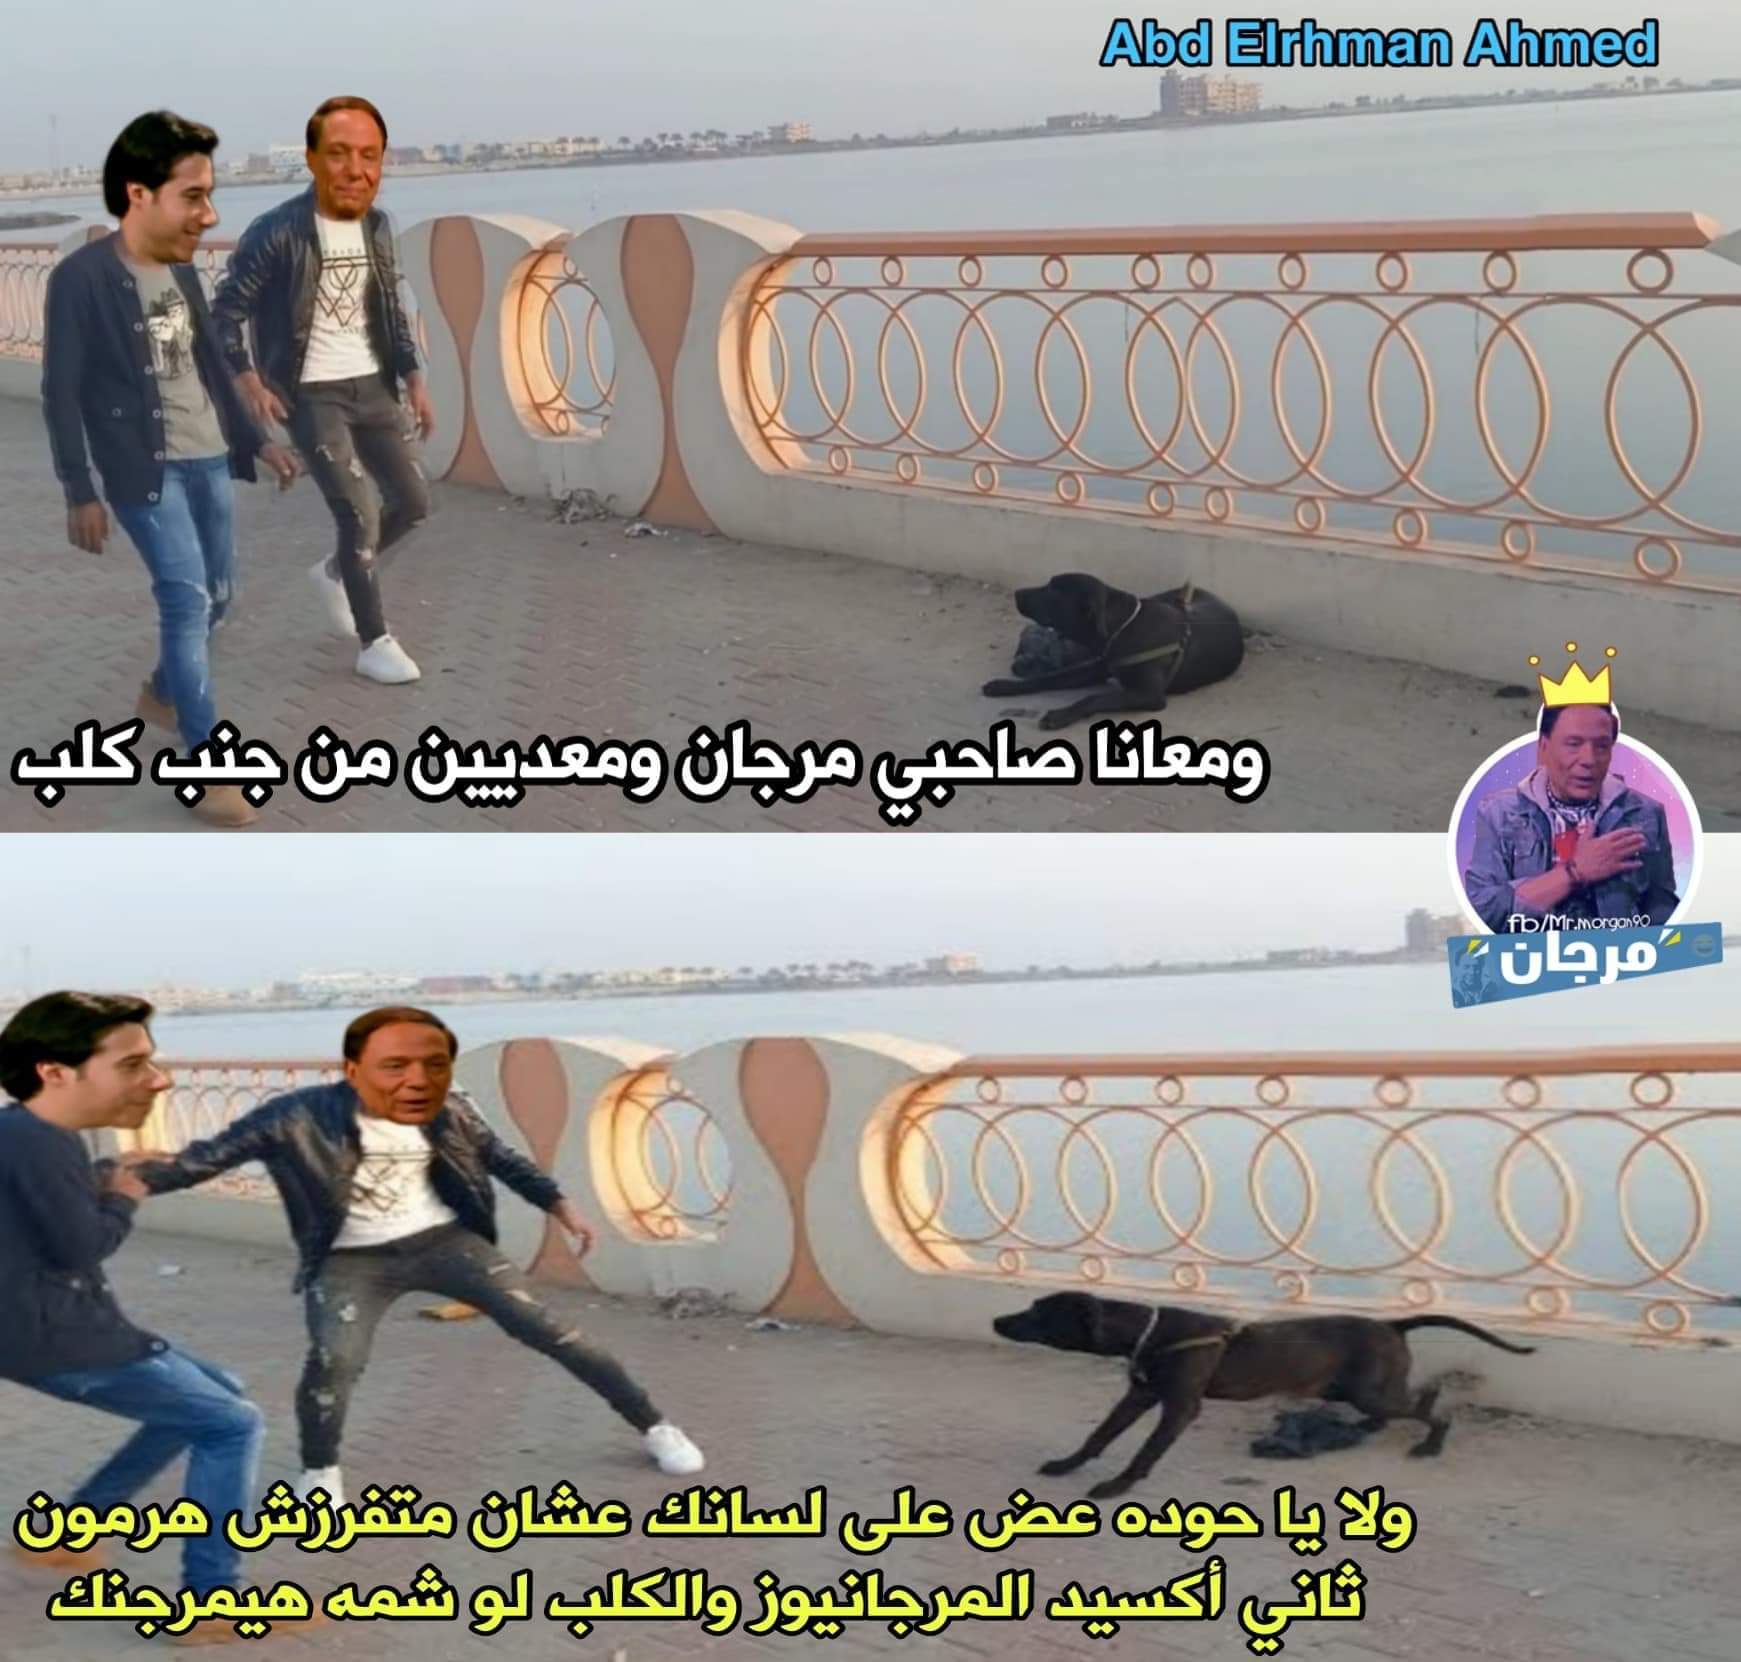 Abd Elrhman Ahmed
ومعانا صاحبي مرجان ومعديين من جنب كلب
fb/Mr.morgan90
مرجان
ولا يا حوده عض على لسانك عشان متفرزش هرمون
ثاني أكسيد المرجانيوز والكلب لو شمه هيمرجنك